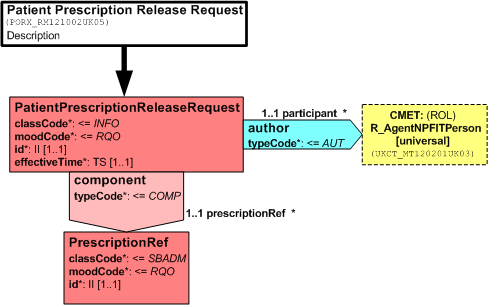 Patient Prescription Release Request
(PORX_RM121002UK05)
Description
PatientPrescriptionReleaseRequest
classCode*: <= INFO
moodCode*: <= RQO
id*: II [1..1]
effectiveTime*: TS [1..1]
1..1 participant *
author
typeCode*: <= AUT
CMET: (ROL)
R_AgentNPFITPerson
[universal]
(UKCT_MT120201UK03)
component
typeCode*: <= COMP
1..1 prescriptionRef *
PrescriptionRef
classCode*: <= SBADM
moodCode*: <= RQO
id*: II [1..1]